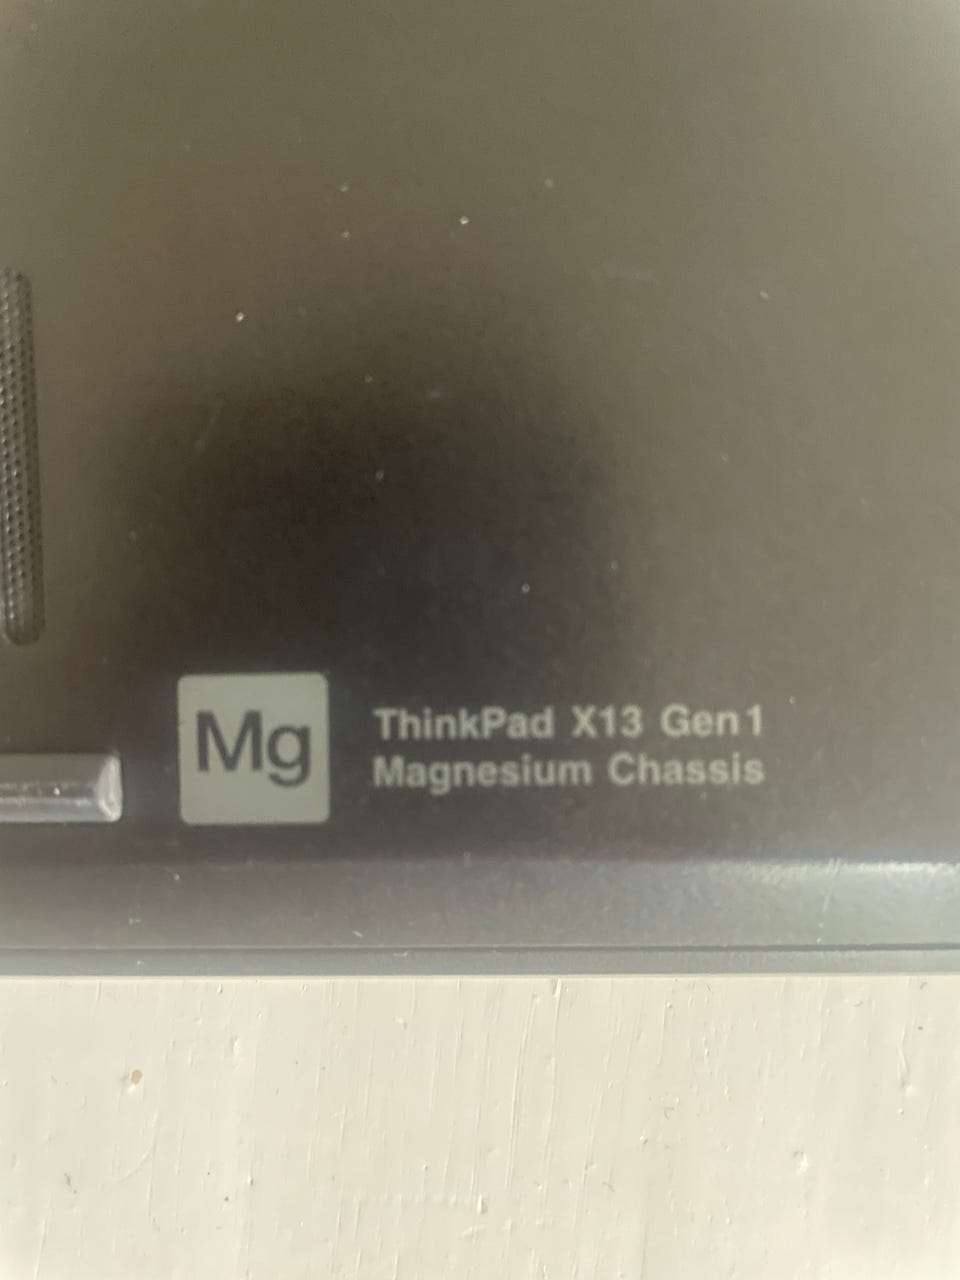 Mg
ThinkPad X13 Gen 1
Magnesium Chassis